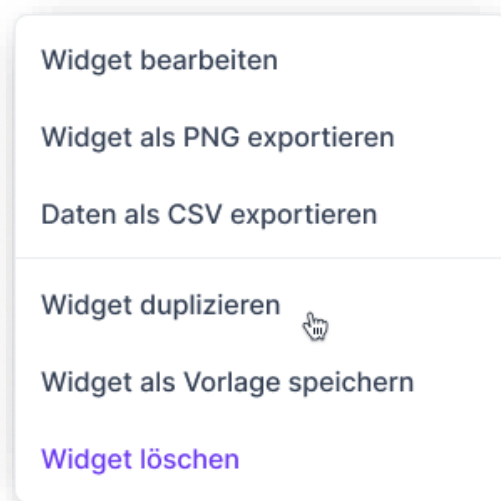 Widget bearbeiten
Widget als PNG exportieren
Daten als CSV exportieren
Widget duplizieren
Widget als Vorlage speichern
Widget löschen